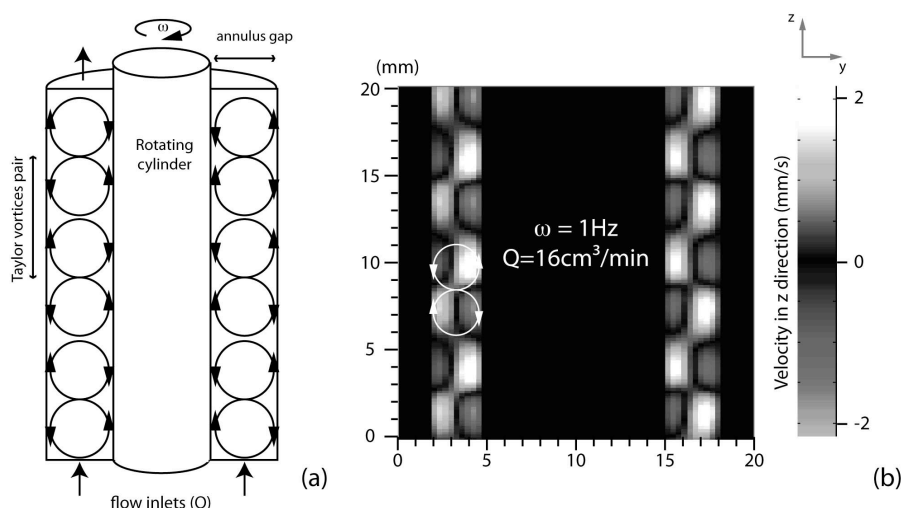 ω
annulus gap
Rotating
cylinder
Taylor vortices pair
flow inlets (Q)
(a)
(mm)
20
15
10
5
0
ω = 1Hz
Q=16cm³/min
0
5
10
15
20
z
y
Velocity in z direction (mm/s)
2
0
-2
(b)